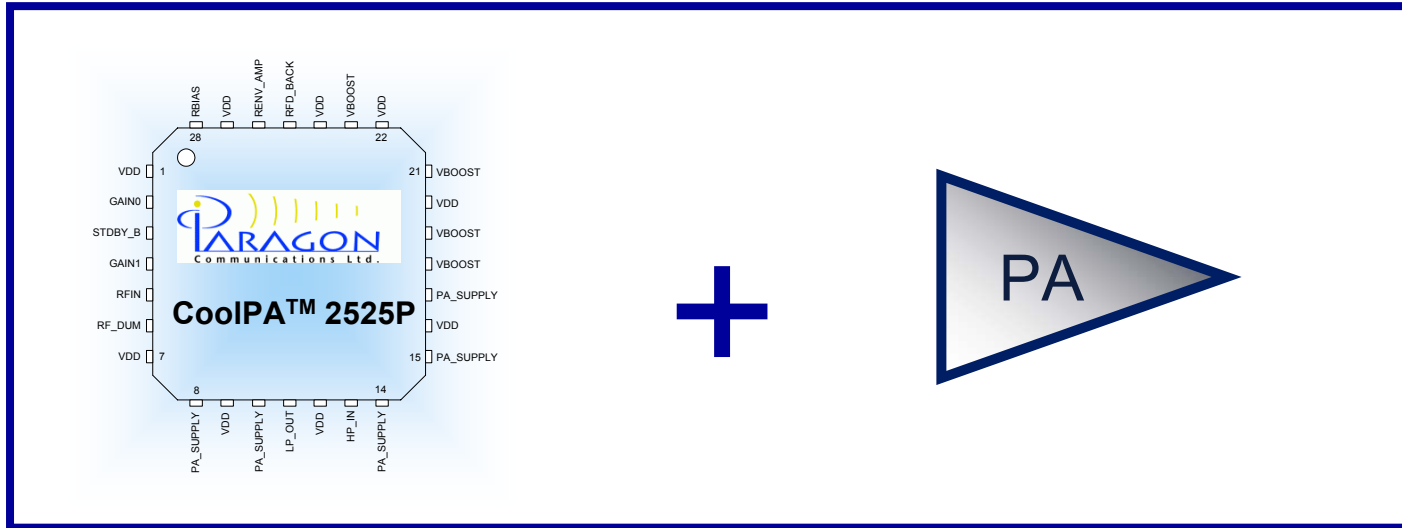 RBIAS
VDD
RENV_AMP
RFD_BACK
VDD
VBOOST
VDD
28
22
VDD
1
GAIN0
STDBY_B
GAIN1
RFIN
RF_DUM
VDD
7
21
VBOOST
VDD
VBOOST
VBOOST
PA_SUPPLY
VDD
15
PA_SUPPLY
PARAGON
Communications Ltd.
CoolPA™ 2525P
8
14
PA_SUPPLY
VDD
PA_SUPPLY
LP_OUT
VDD
HP_IN
PA_SUPPLY
+
PA